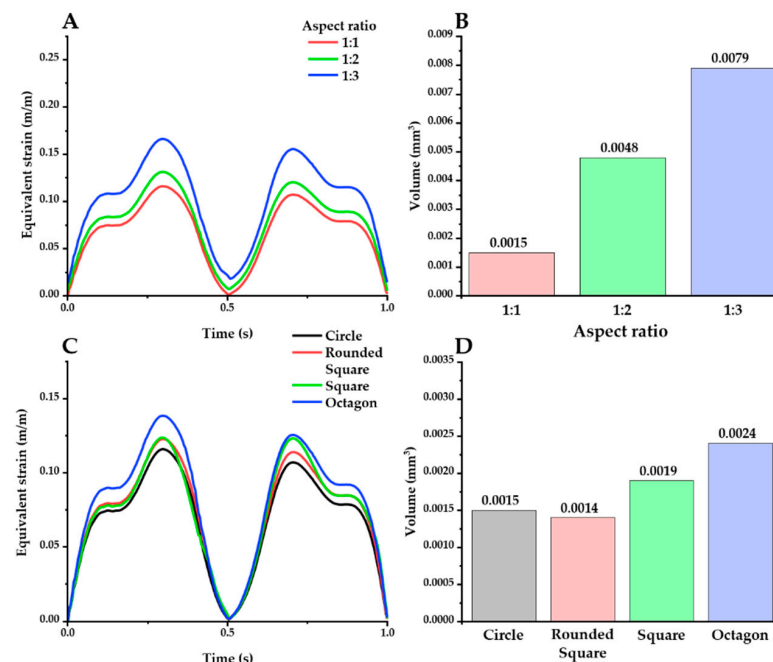 A
Aspect ratio
1:1
1:2
1:3
0.25
0.20
0.15
0.10
0.05
0.00
Equivalent strain (m/m)
0.0
0.5
1.0
Time (s)
B
0.009
0.008
0.007
0.006
0.005
0.004
0.003
0.002
0.001
0.000
Volume (mm³)
0.0015
0.0048
0.0079
1:1
1:2
1:3
Aspect ratio
C
Circle
Rounded
Square
Square
Octagon
0.15
0.10
0.05
0.00
Equivalent strain (m/m)
0.0
0.5
1.0
Time (s)
D
0.0035
0.0030
0.0025
0.0020
0.0015
0.0010
0.0005
0.0000
Volume (mm³)
0.0015
0.0014
0.0019
0.0024
Circle
Rounded
Square
Square
Octagon